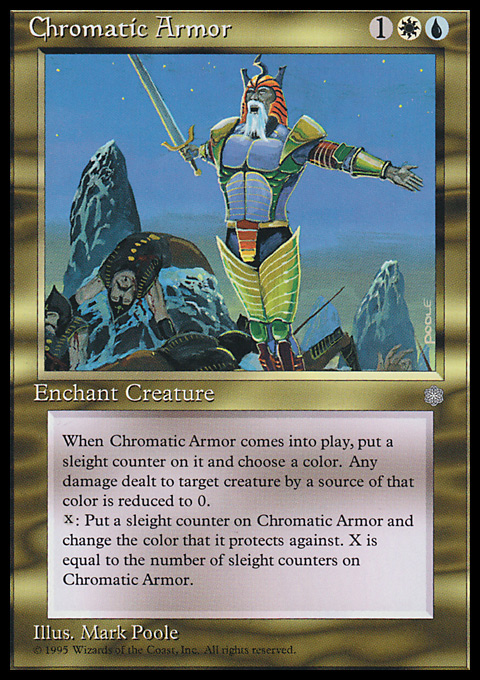 Chromatic Armor 1
POOLE
Enchant Creature
When Chromatic Armor comes into play, put a
sleight counter on it and choose a color. Any
damage dealt to target creature by a source of that
color is reduced to 0.
X: Put a sleight counter on Chromatic Armor and
change the color that it protects against. X is
equal to the number of sleight counters on
Chromatic Armor.
Illus. Mark Poole
© 1995 Wizards of the Coast, Inc. All rights reserved.